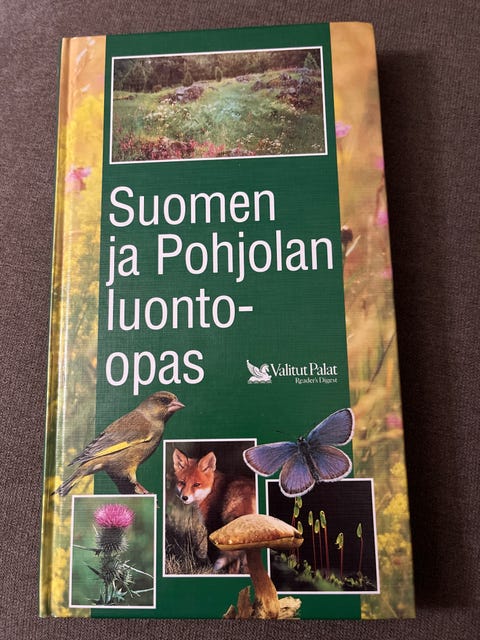 Suomen
ja Pohjolan
luonto-
opas
Valitut Palat
Reader's Digest